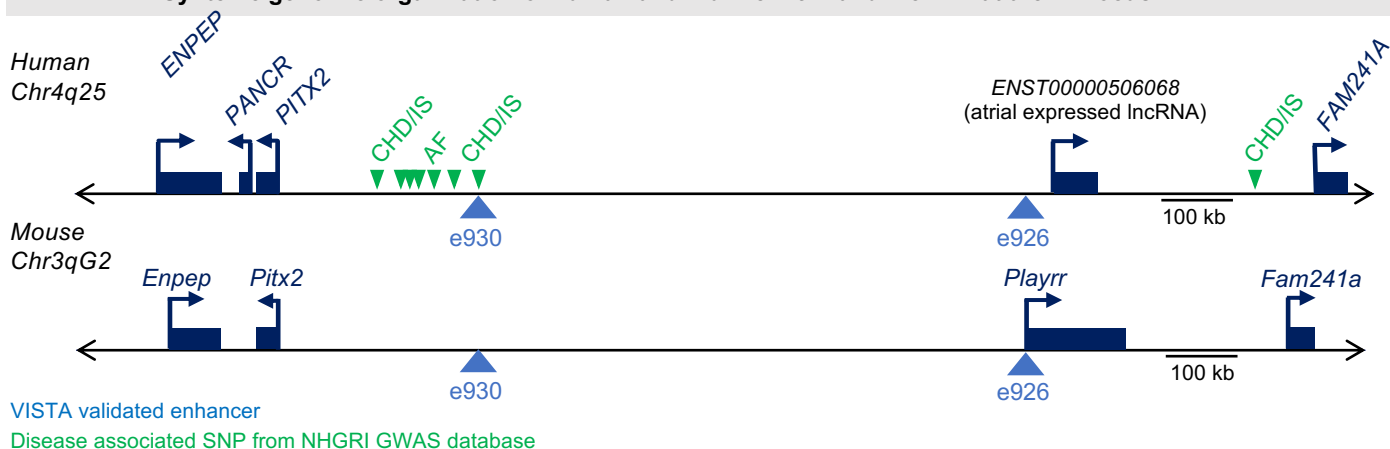 Human
Chr4q25
ENPEP
PANCR
PITX2
CHD/IS
AF
CHD/IS
ENST00000506068
(atrial expressed lncRNA)
CHD/IS
FAM241A
100 kb
e930
e926
Mouse
Chr3qG2
Enpep
Pitx2
Playrr
Fam241a
100 kb
e930
e926
VISTA validated enhancer
Disease associated SNP from NHGRI GWAS database